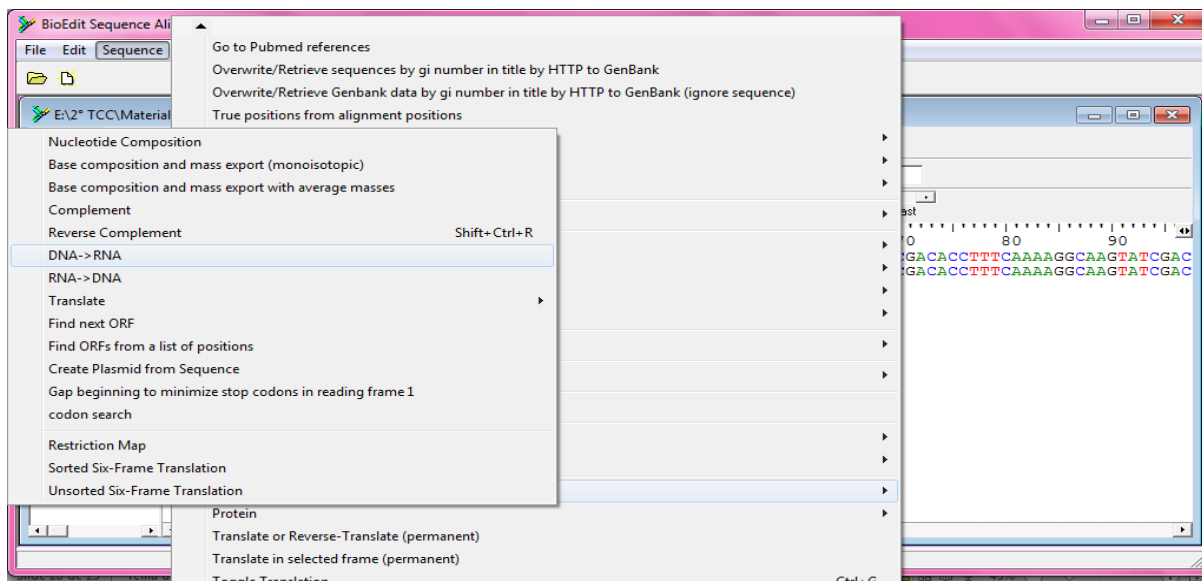 BioEdit Sequence Ali
File Edit Sequence
Go to Pubmed references
Overwrite/Retrieve sequences by gi number in title by HTTP to GenBank
Overwrite/Retrieve Genbank data by gi number in title by HTTP to GenBank (ignore sequence)
True positions from alignment positions
E:\2° TCC\Material
Nucleotide Composition
Base composition and mass export (monoisotopic)
Base composition and mass export with average masses
Complement
Reverse Complement Shift+Ctrl+R
DNA->RNA
RNA->DNA
Translate
Find next ORF
Find ORFs from a list of positions
Create Plasmid from Sequence
Gap beginning to minimize stop codons in reading frame 1
codon search
Restriction Map
Sorted Six-Frame Translation
Unsorted Six-Frame Translation
ast
0 80 90
GACACCTTTCAAAAGGCAAGTATCGAC
GACACCTTTCAAAAGGCAAGTATCGAC
Protein
Translate or Reverse-Translate (permanent)
Translate in selected frame (permanent)
Toggle Translation Ctrl+G